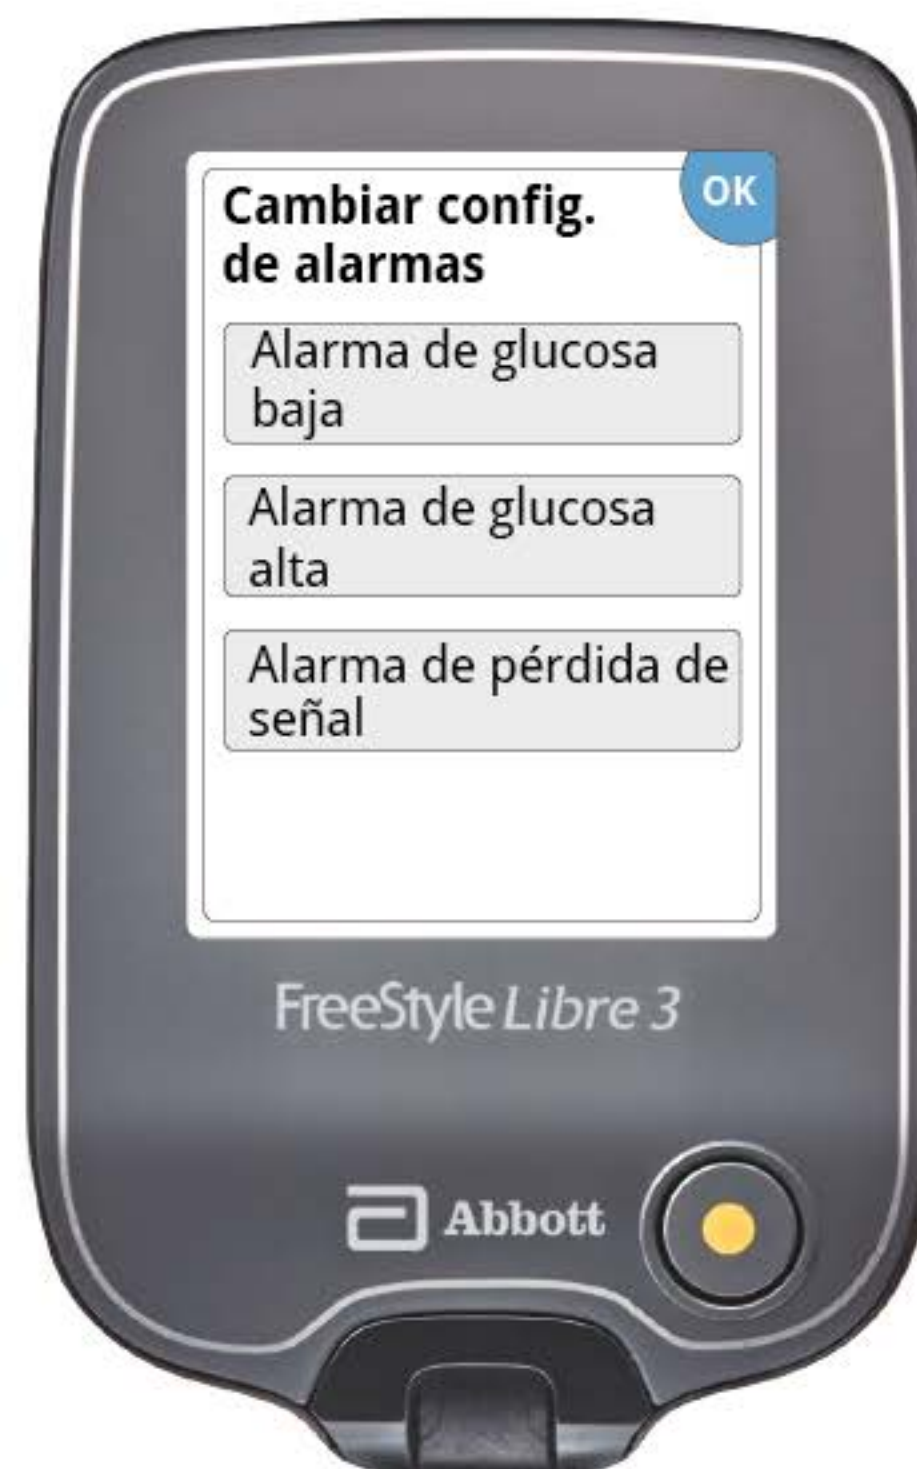 Cambiar config.
de alarmas
OK
Alarma de glucosa
baja
Alarma de glucosa
alta
Alarma de pérdida de
señal
FreeStyle Libre 3
Abbott